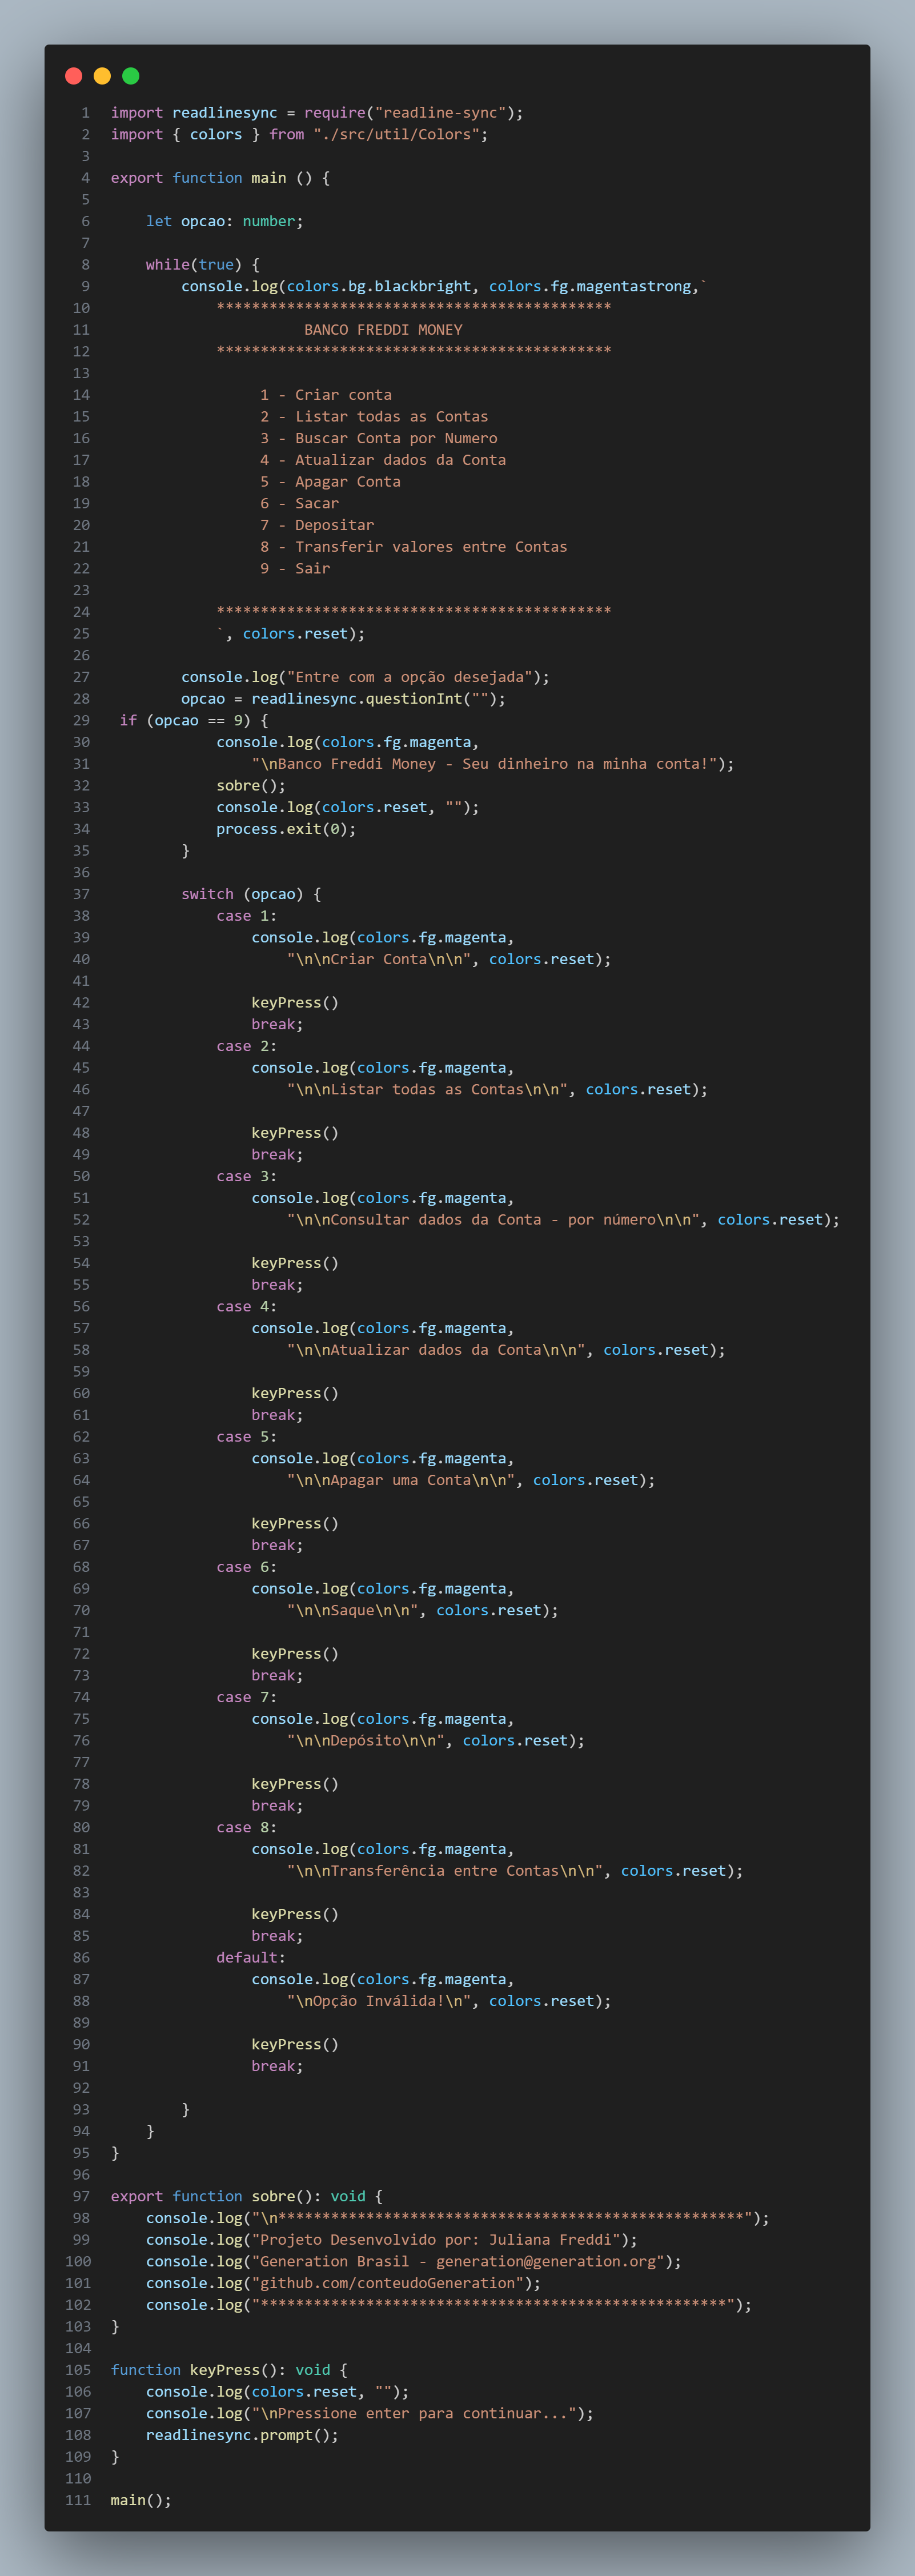 1 import readlinesync = require("readline-sync");
2 import { colors } from "./src/util/Colors";
3
4 export function main () {
5
6     let opcao: number;
7
8     while(true) {
9         console.log(colors.bg.blackbright, colors.fg.magentastrong,`
10             *********************************************
11                       BANCO FREDDI MONEY
12             *********************************************
13
14                  1 - Criar conta
15                  2 - Listar todas as Contas
16                  3 - Buscar Conta por Numero
17                  4 - Atualizar dados da Conta
18                  5 - Apagar Conta
19                  6 - Sacar
20                  7 - Depositar
21                  8 - Transferir valores entre Contas
22                  9 - Sair
23
24             *********************************************
25             `, colors.reset);
26
27         console.log("Entre com a opção desejada");
28         opcao = readlinesync.questionInt("");
29  if (opcao == 9) {
30             console.log(colors.fg.magenta,
31                 "\nBanco Freddi Money - Seu dinheiro na minha conta!");
32             sobre();
33             console.log(colors.reset, "");
34             process.exit(0);
35         }
36
37         switch (opcao) {
38             case 1:
39                 console.log(colors.fg.magenta,
40                     "\n\nCriar Conta\n\n", colors.reset);
41
42                 keyPress()
43                 break;
44             case 2:
45                 console.log(colors.fg.magenta,
46                     "\n\nListar todas as Contas\n\n", colors.reset);
47
48                 keyPress()
49                 break;
50             case 3:
51                 console.log(colors.fg.magenta,
52                     "\n\nConsultar dados da Conta - por número\n\n", colors.reset);
53
54                 keyPress()
55                 break;
56             case 4:
57                 console.log(colors.fg.magenta,
58                     "\n\nAtualizar dados da Conta\n\n", colors.reset);
59
60                 keyPress()
61                 break;
62             case 5:
63                 console.log(colors.fg.magenta,
64                     "\n\nApagar uma Conta\n\n", colors.reset);
65
66                 keyPress()
67                 break;
68             case 6:
69                 console.log(colors.fg.magenta,
70                     "\n\nSaque\n\n", colors.reset);
71
72                 keyPress()
73                 break;
74             case 7:
75                 console.log(colors.fg.magenta,
76                     "\n\nDepósito\n\n", colors.reset);
77
78                 keyPress()
79                 break;
80             case 8:
81                 console.log(colors.fg.magenta,
82                     "\n\nTransferência entre Contas\n\n", colors.reset);
83
84                 keyPress()
85                 break;
86             default:
87                 console.log(colors.fg.magenta,
88                     "\nOpção Inválida!\n", colors.reset);
89
90                 keyPress()
91                 break;
92
93         }
94     }
95 }
96
97 export function sobre(): void {
98     console.log("\n*****************************************************");
99     console.log("Projeto Desenvolvido por: Juliana Freddi");
100     console.log("Generation Brasil - generation@generation.org");
101     console.log("github.com/conteudoGeneration");
102     console.log("*****************************************************");
103 }
104
105 function keyPress(): void {
106     console.log(colors.reset, "");
107     console.log("\nPressione enter para continuar...");
108     readlinesync.prompt();
109 }
110
111 main();